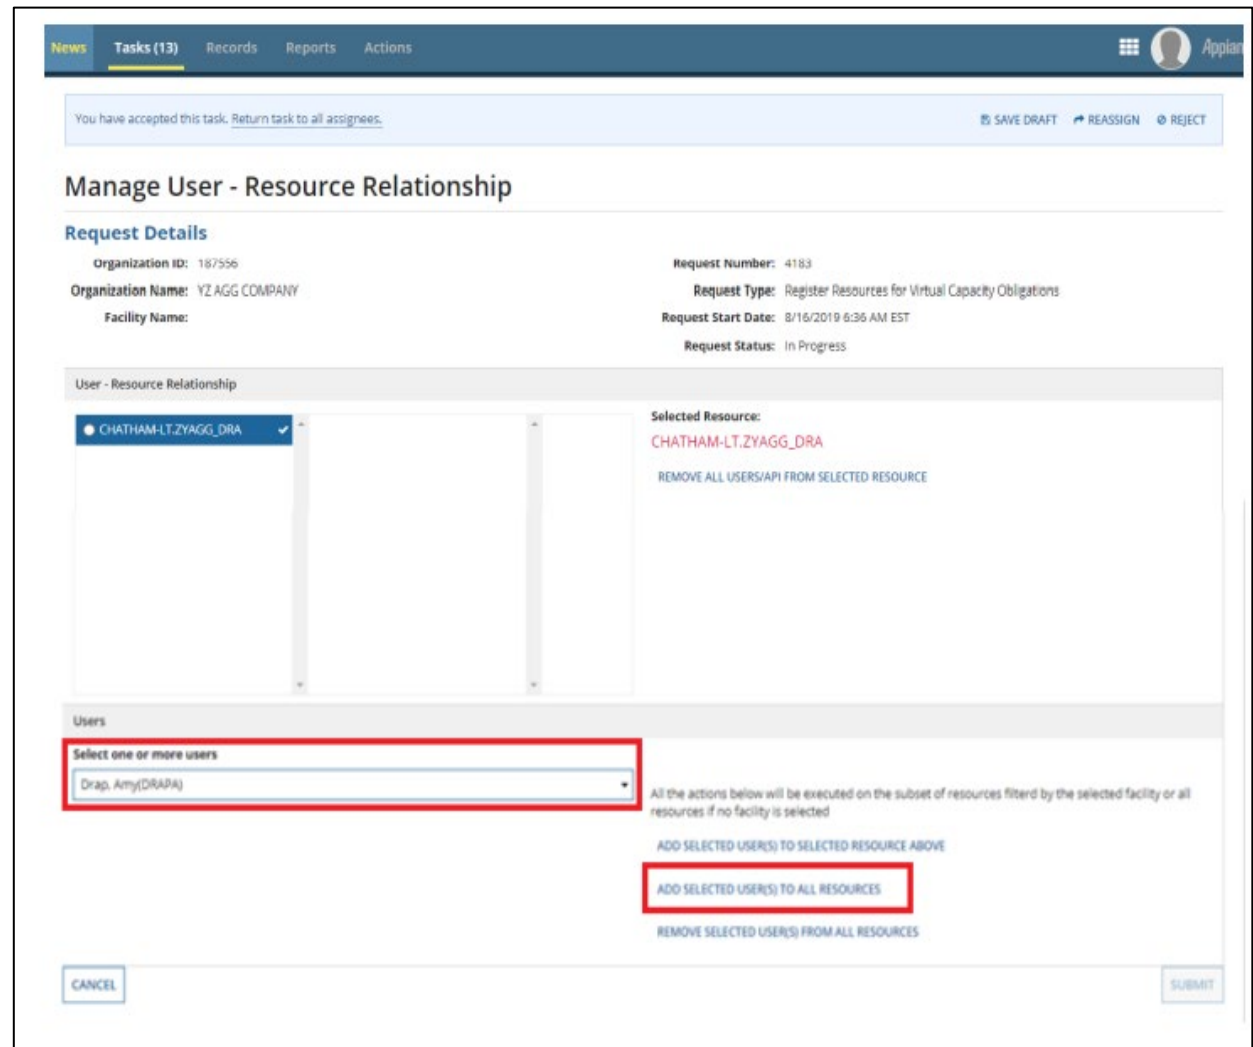 News Tasks (13) Records Reports Actions Appian
You have accepted this task. Return task to all assignees. SAVE DRAFT REASSIGN REJECT
Manage User - Resource Relationship
Request Details
Organization ID: 187556 Request Number: 4183
Organization Name: YZ AGG COMPANY Request Type: Register Resources for Virtual Capacity Obligations
Facility Name: Request Start Date: 8/16/2019 6:36 AM EST
Request Status: In Progress
User - Resource Relationship
CHATHAM-LT.ZYAGG_DRA
Selected Resource:
CHATHAM-LT.ZYAGG_DRA
REMOVE ALL USERS/API FROM SELECTED RESOURCE
Users
Select one or more users
Drap, Amy(DRAPA)
All the actions below will be executed on the subset of resources filterd by the selected facility or all
resources if no facility is selected
ADD SELECTED USER(S) TO SELECTED RESOURCE ABOVE
ADD SELECTED USER(S) TO ALL RESOURCES
REMOVE SELECTED USER(S) FROM ALL RESOURCES
CANCEL SUBMIT